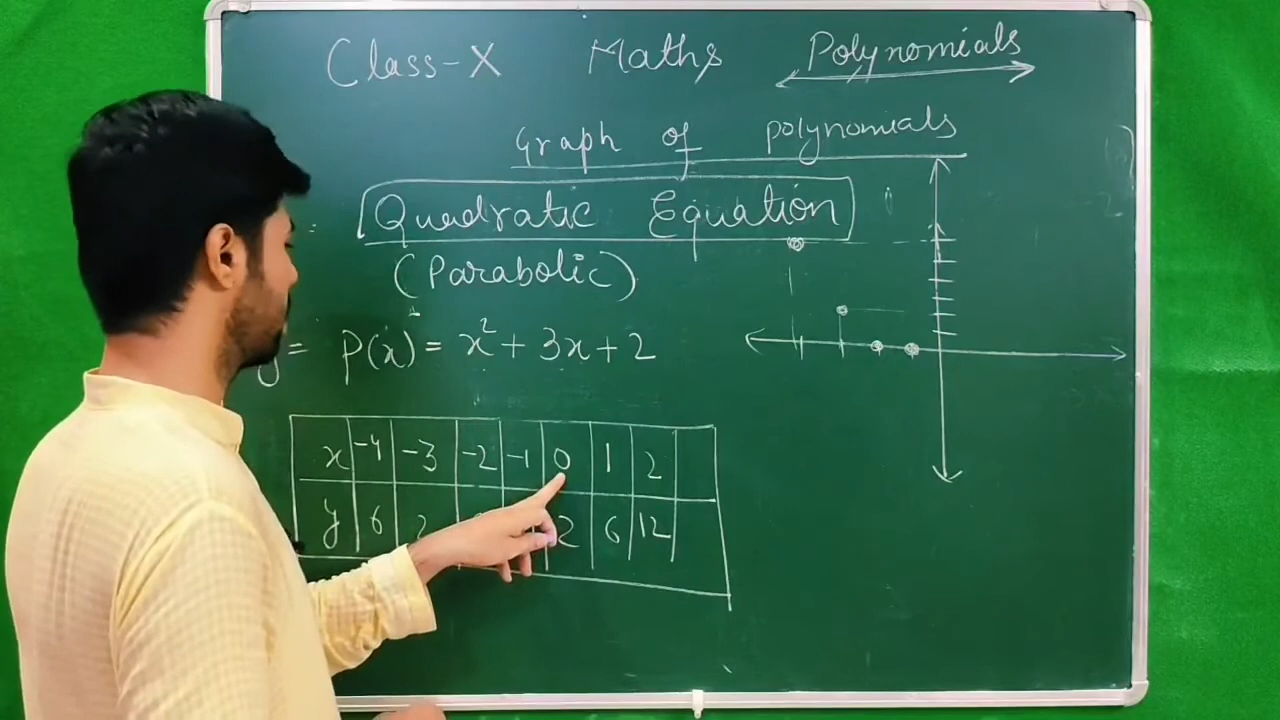 Class-X Maths Polynomials
Graph of polynomials
Quadratic Equation
(Parabolic)
y = p(x) = x² + 3x + 2
x -4 -3 -2 -1 0 1 2
y 6 2 2 6 12